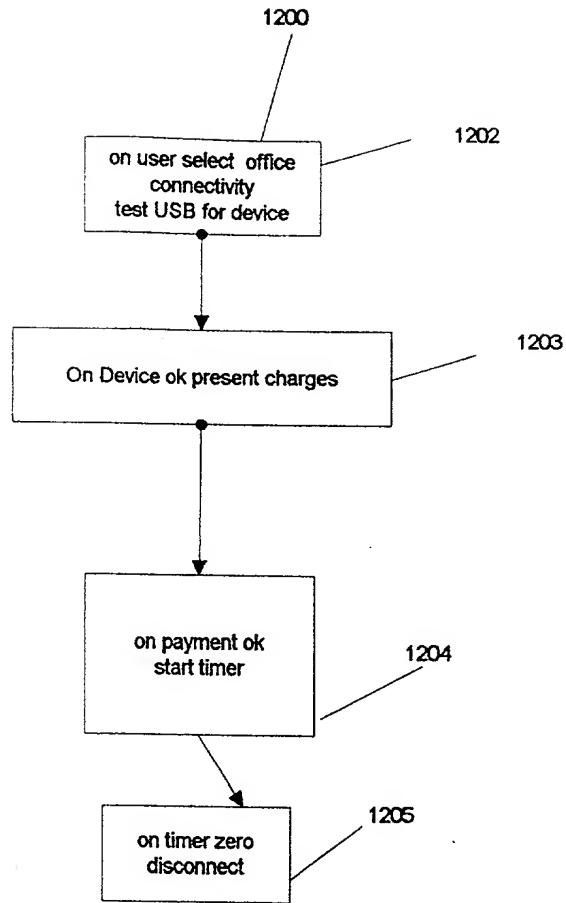 1200
1202
on user select office
connectivity
test USB for device
1203
On Device ok present charges
on payment ok
start timer
1204
1205
on timer zero
disconnect